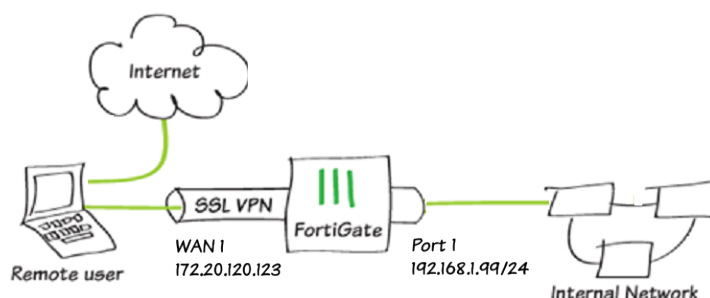 Internet
SSL VPN
FortiGate
WAN 1
172.20.120.123
Port 1
192.168.1.99/24
Remote user
Internal Network